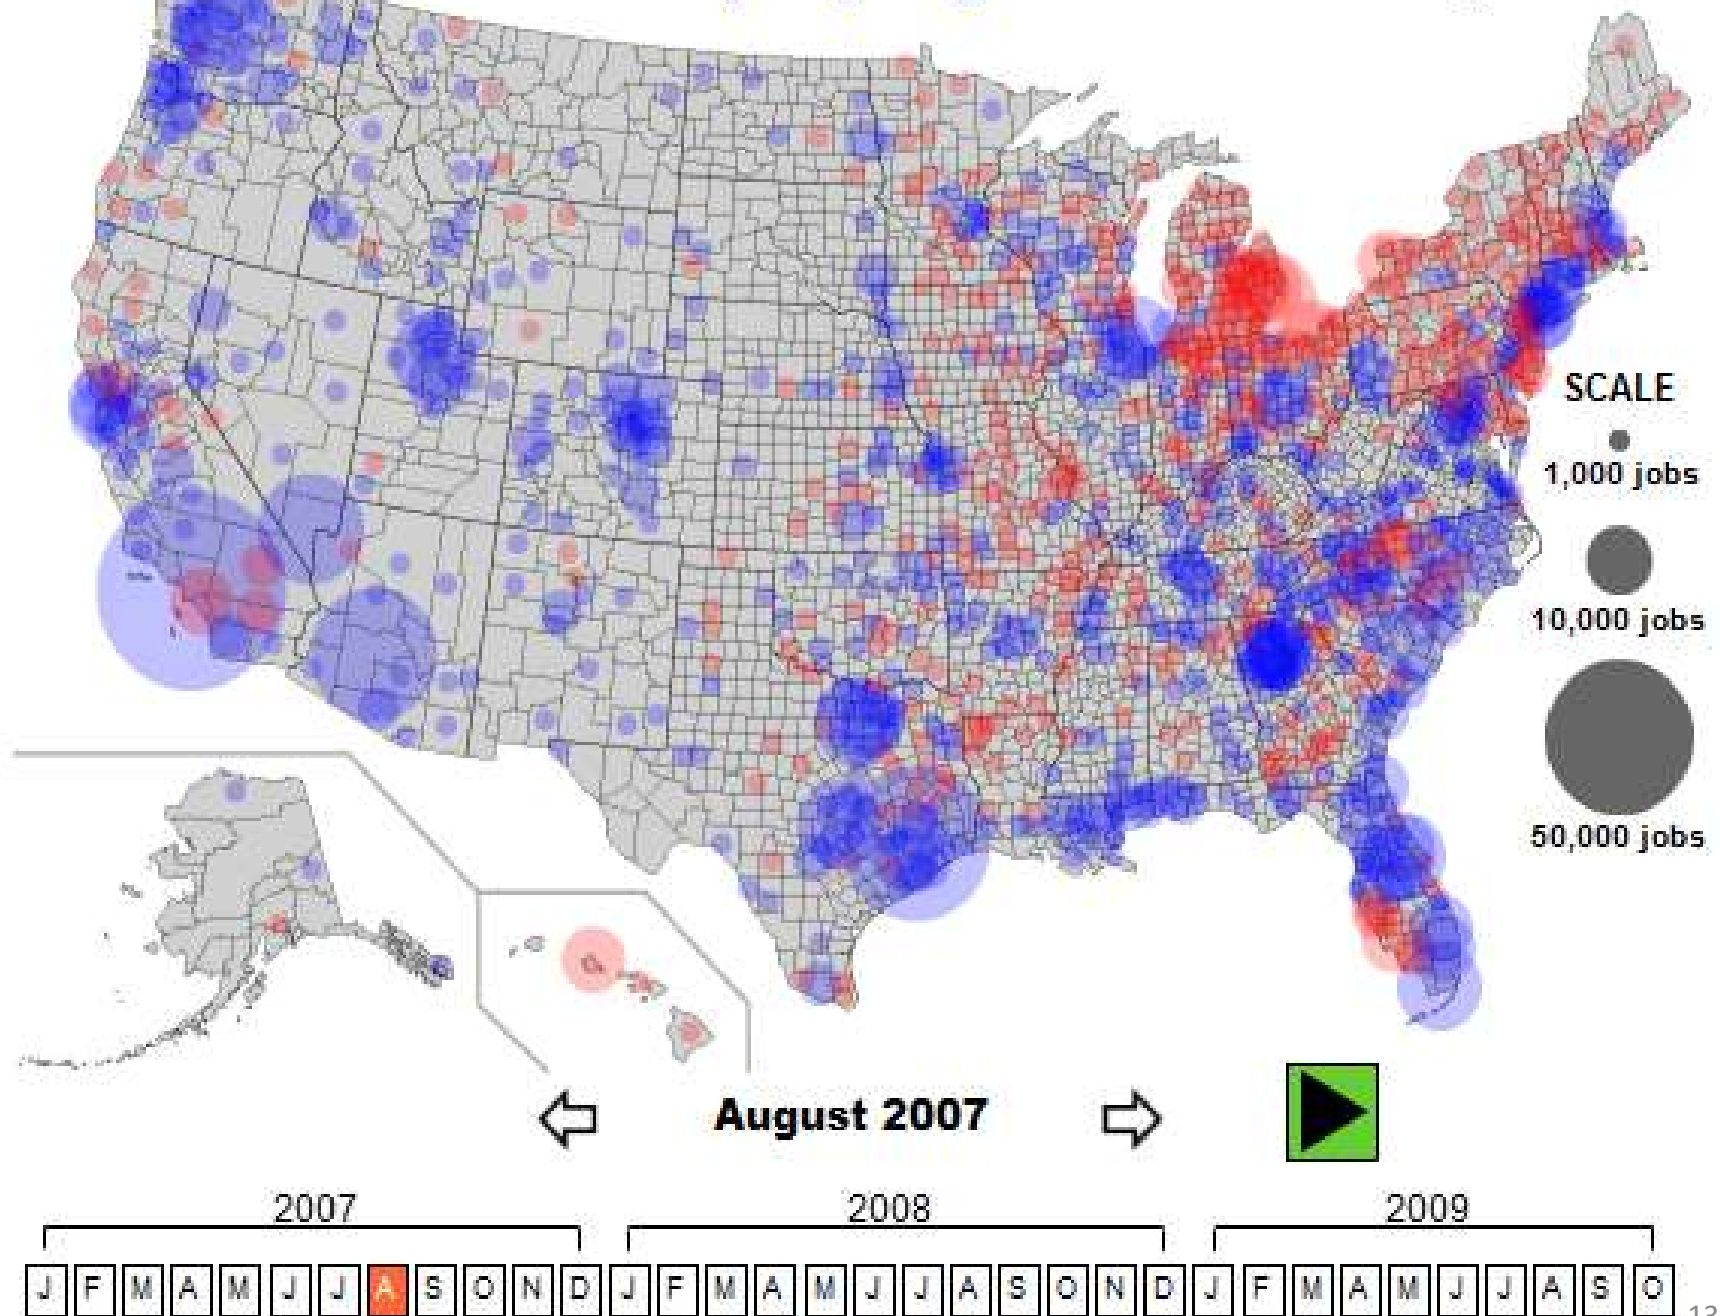 SCALE
1,000 jobs
10,000 jobs
50,000 jobs
August 2007
2007 2008 2009
J F M A M J J A S O N D J F M A M J J A S O N D J F M A M J J A S O